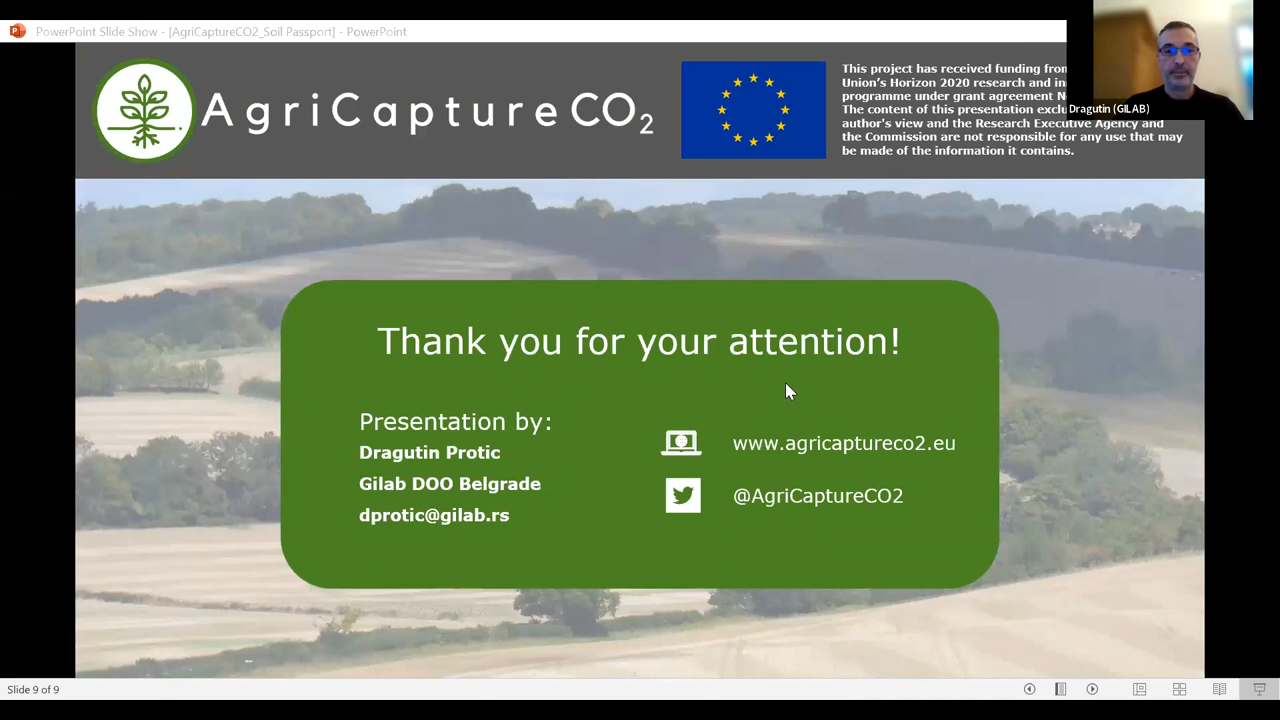 PowerPoint Slide Show - [AgriCaptureCO2_Soil Passport] - PowerPoint
AgriCaptureCO2
This project has received funding from
Union's Horizon 2020 research and
programme under grant agreement
The content of this presentation
author's view and the Research Executive Agency and
the Commission are not responsible for any use that may
be made of the information it contains.
Dragutin (GILAB)
Thank you for your attention!
Presentation by:
Dragutin Protic
Gilab DOO Belgrade
dprotic@gilab.rs
www.agricaptureco2.eu
@AgriCaptureCO2
Slide 9 of 9